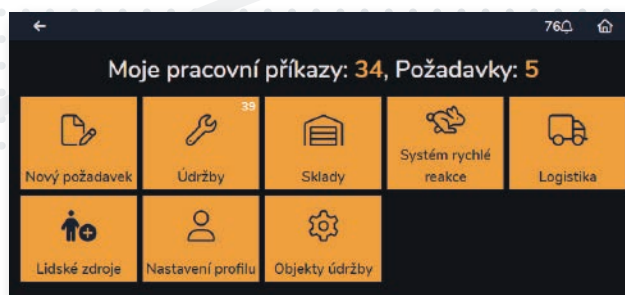 76
Moje pracovní příkazy: 34, Požadavky: 5
39
Nový požadavek
Údržby
Sklady
Systém rychlé
reakce
Logistika
Lidské zdroje
Nastavení profilu
Objekty údržby